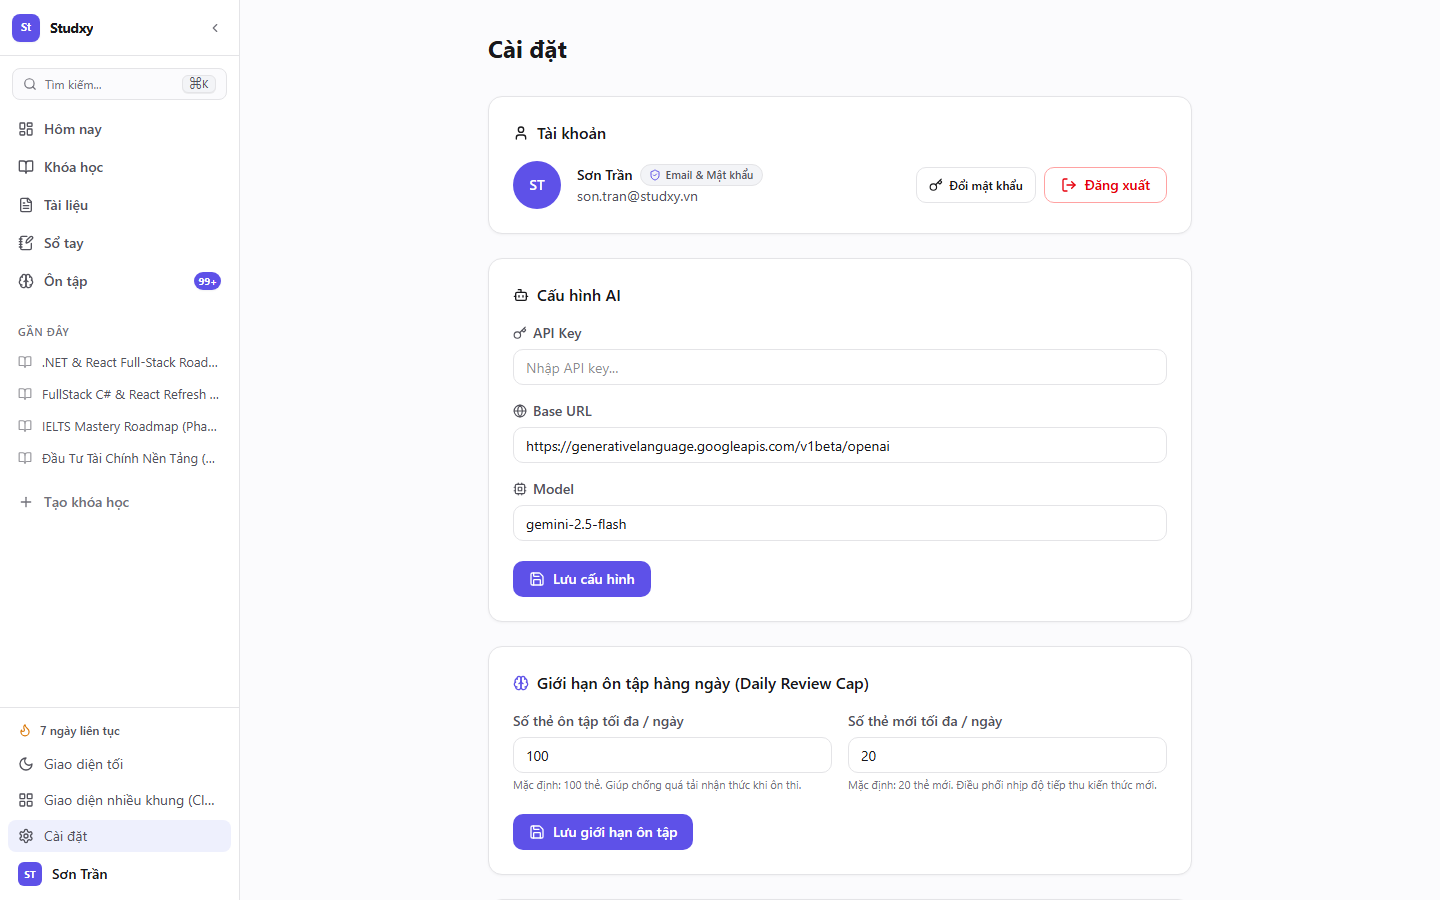 St Studxy
Tìm kiếm... ⌘K
Hôm nay
Khóa học
Tài liệu
Sổ tay
Ôn tập 99+
GẦN ĐÂY
.NET & React Full-Stack Road...
FullStack C# & React Refresh ...
IELTS Mastery Roadmap (Pha...
Đầu Tư Tài Chính Nền Tảng (...
Tạo khóa học
7 ngày liên tục
Giao diện tối
Giao diện nhiều khung (Cl...
Cài đặt
ST Sơn Trần
Cài đặt
Tài khoản
ST
Sơn Trần Email & Mật khẩu
son.tran@studxy.vn
Đổi mật khẩu
Đăng xuất
Cấu hình AI
API Key
Nhập API key...
Base URL
https://generativelanguage.googleapis.com/v1beta/openai
Model
gemini-2.5-flash
Lưu cấu hình
Giới hạn ôn tập hàng ngày (Daily Review Cap)
Số thẻ ôn tập tối đa / ngày
100
Mặc định: 100 thẻ. Giúp chống quá tải nhận thức khi ôn thi.
Số thẻ mới tối đa / ngày
20
Mặc định: 20 thẻ mới. Điều phối nhịp độ tiếp thu kiến thức mới.
Lưu giới hạn ôn tập